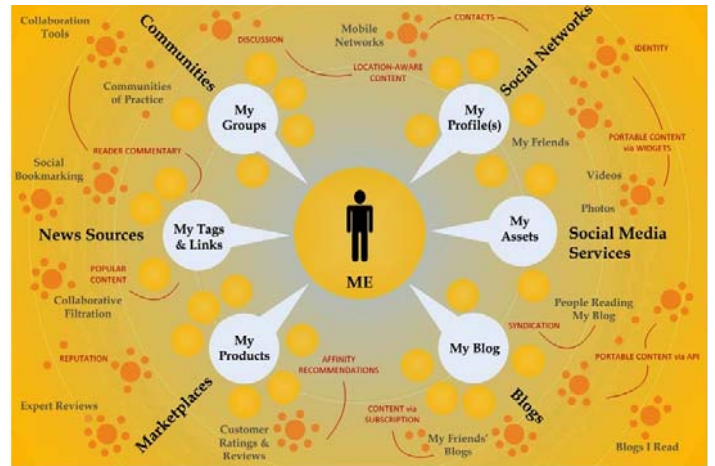 Collaboration
Tools
Communities
DISCUSSION
Mobile
Networks
CONTACTS
Social Networks
IDENTITY
LOCATION-AWARE
CONTENT
Communities
of Practice
My
Groups
My
Profile(s)
PORTABLE CONTENT
via WIDGETS
My Friends
READER COMMENTARY
Social
Bookmarking
Videos
Photos
News Sources
My Tags
& Links
ME
My
Assets
Social Media
Services
POPULAR
CONTENT
Collaborative
Filtration
People Reading
My Blog
SYNDICATION
My
Products
My Blog
REPUTATION
AFFINITY
RECOMMENDATIONS
PORTABLE CONTENT via API
Expert Reviews
Marketplaces
Customer
Ratings &
Reviews
CONTENT via
SUBSCRIPTION
My Friends'
Blogs
Blogs
Blogs I Read